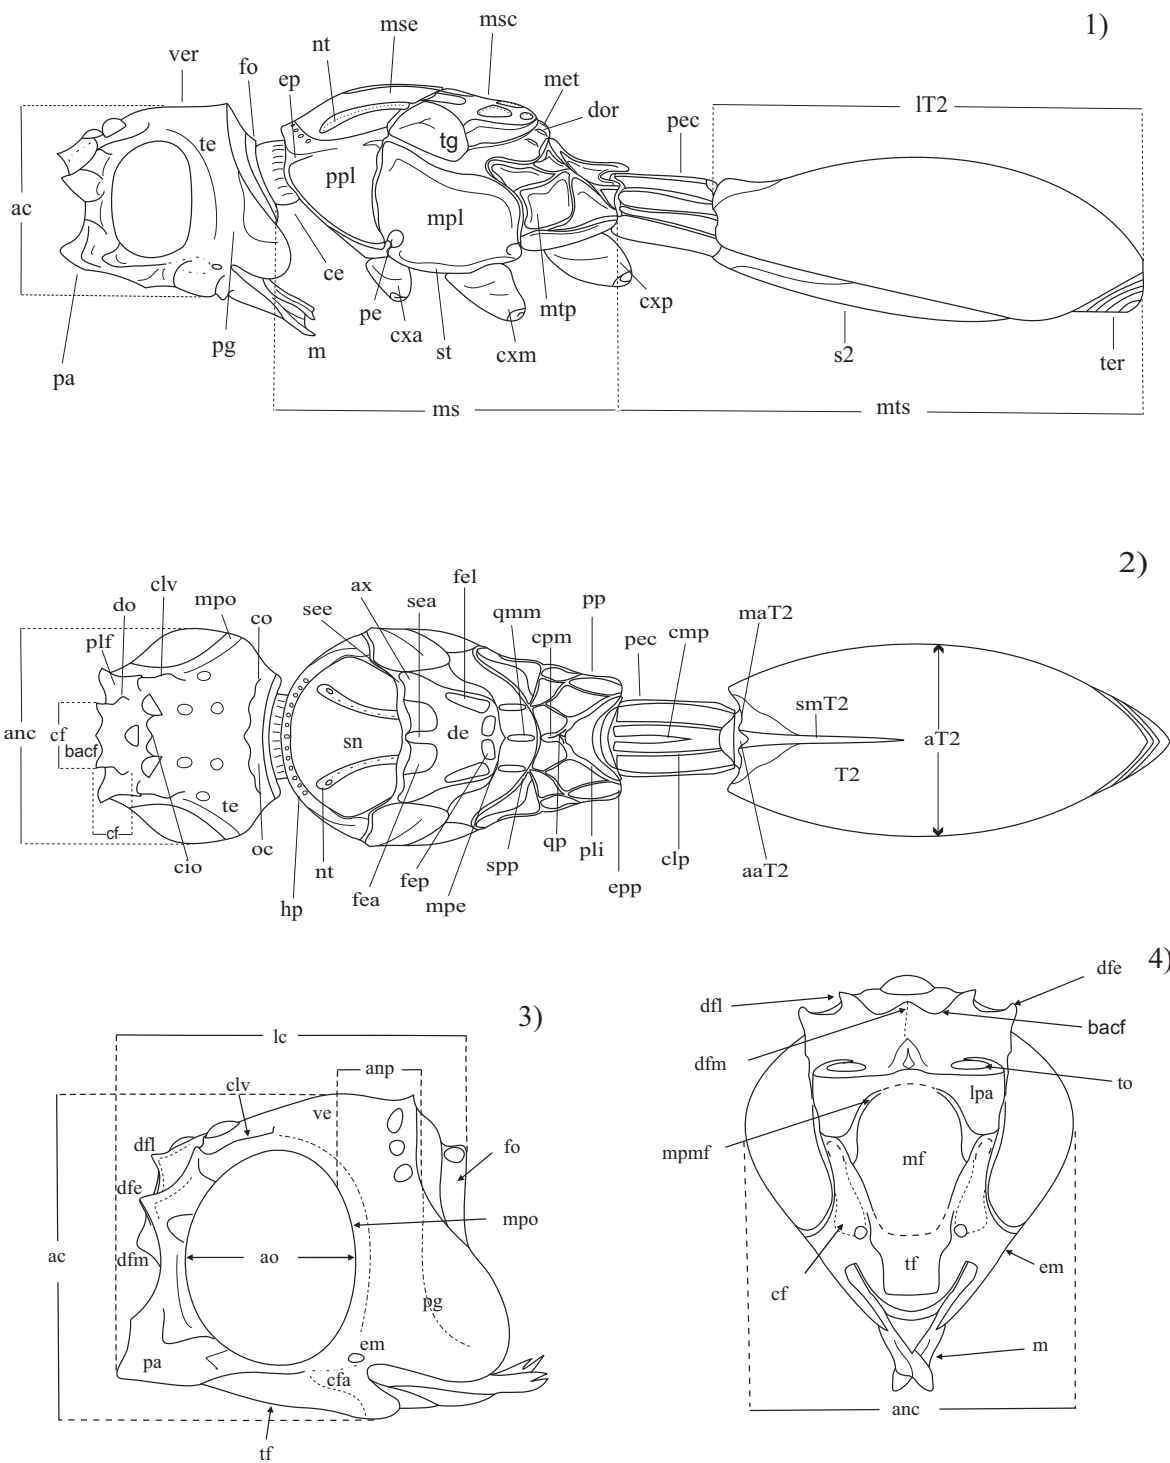 1)
ver
fo
ep
nt
mse
msc
met
dor
pec
lT2
te
ac
ppl
tg
mpl
pa
pg
m
ce
pe
cxa
st
cxm
mtp
cxp
s2
ter
ms
mts
2)
plf
do
clv
mpo
co
see
ax
sea
fel
qmm
cpm
pp
pec
cmp
maT2
smT2
anc
cf
bacf
cf
te
cio
oc
hp
nt
sn
fea
fep
de
mpe
spp
qp
pli
epp
clp
aaT2
T2
aT2
3)
lc
anp
clv
ve
dfl
dfe
dfm
ac
ao
fo
mpo
pg
em
pa
cfa
tf
4)
dfl
dfe
bacf
dfm
to
lpa
mpmf
mf
cf
tf
em
m
anc